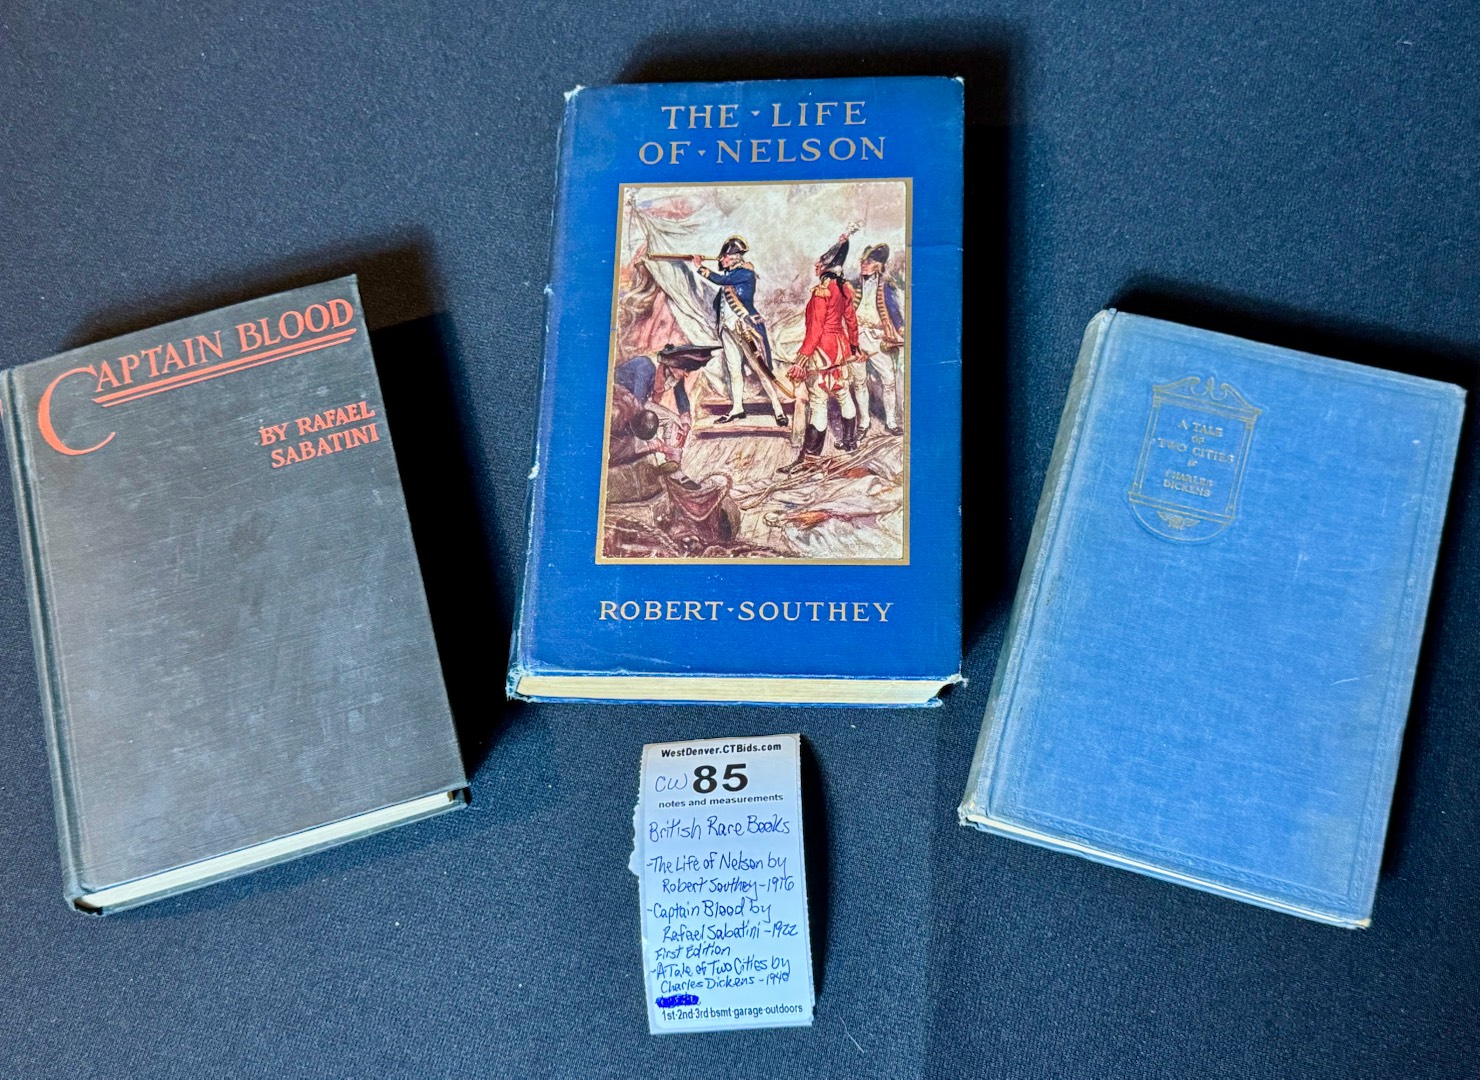 THE · LIFE
OF · NELSON
ROBERT · SOUTHEY
CAPTAIN BLOOD
BY RAFAEL
SABATINI
A TALE
OF
TWO CITIES
CHARLES
DICKENS
WestDenver.CTBids.com
CW 85
notes and measurements
British Rare Books
-The Life of Nelson by
Robert Southey-1916
-Captain Blood by
Rafael Sabatini-1922
First Edition
-A Tale of Two Cities by
Charles Dickens-1940
1st·2nd·3rd·bsmt·garage·outdoors